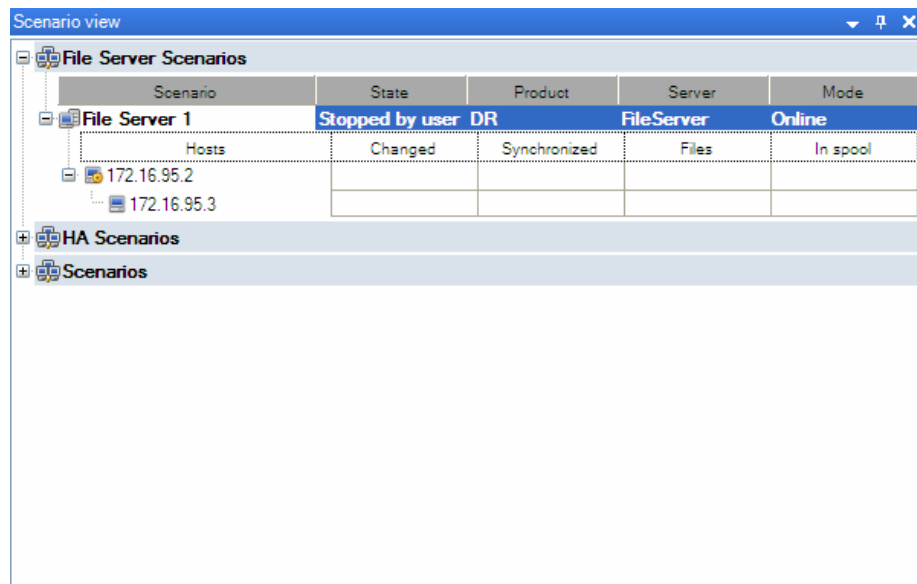 Scenario view
File Server Scenarios
Scenario State Product Server Mode
File Server 1 Stopped by user DR FileServer Online
Hosts Changed Synchronized Files In spool
172.16.95.2
172.16.95.3
HA Scenarios
Scenarios